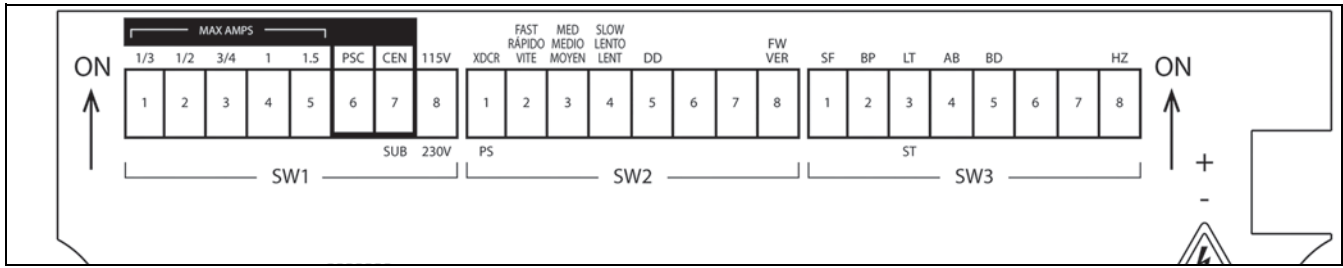 MAX AMPS
FAST MED SLOW
RÁPIDO MEDIO LENTO FW
1/3 1/2 3/4 1 1.5 PSC CEN 115V XDCR VITE MOYEN LENT DD VER SF BP LT AB BD HZ
ON ON
1 2 3 4 5 6 7 8 1 2 3 4 5 6 7 8 1 2 3 4 5 6 7 8
SUB 230V PS ST
SW1 SW2 SW3
+
-